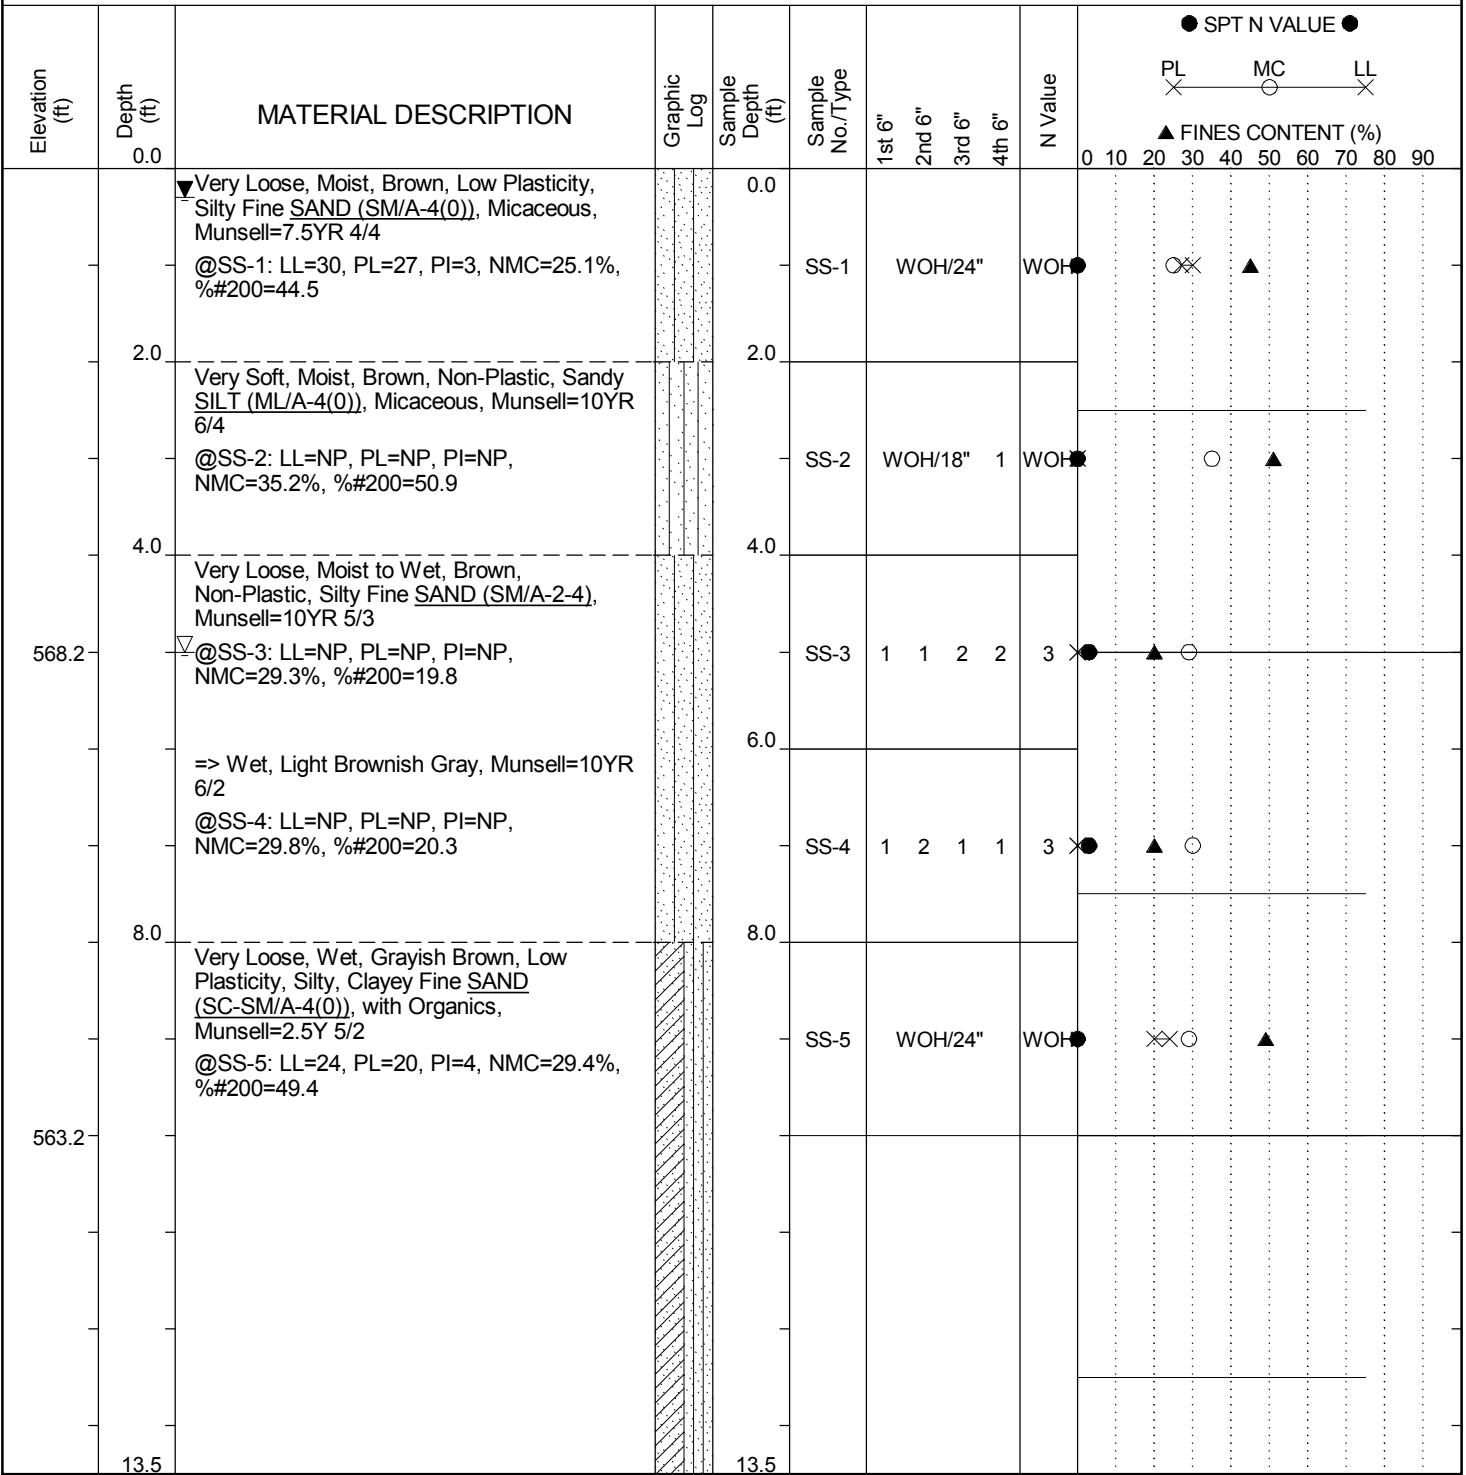 ● SPT N VALUE ●
PL MC LL
▲ FINES CONTENT (%)
0 10 20 30 40 50 60 70 80 90
Elevation (ft)
Depth (ft)
0.0
MATERIAL DESCRIPTION
Graphic Log
Sample Depth (ft)
Sample No./Type
1st 6"
2nd 6"
3rd 6"
4th 6"
N Value
Very Loose, Moist, Brown, Low Plasticity,
0.0
Silty Fine SAND (SM/A-4(0)), Micaceous,
Munsell=7.5YR 4/4
@SS-1: LL=30, PL=27, PI=3, NMC=25.1%,
SS-1 WOH/24" WOH
%#200=44.5
2.0 2.0
Very Soft, Moist, Brown, Non-Plastic, Sandy
SILT (ML/A-4(0)), Micaceous, Munsell=10YR
6/4
@SS-2: LL=NP, PL=NP, PI=NP,
SS-2 WOH/18" 1 WOH
NMC=35.2%, %#200=50.9
4.0 4.0
Very Loose, Moist to Wet, Brown,
Non-Plastic, Silty Fine SAND (SM/A-2-4),
Munsell=10YR 5/3
568.2 @SS-3: LL=NP, PL=NP, PI=NP,
SS-3 1 1 2 2 3
NMC=29.3%, %#200=19.8
6.0
=> Wet, Light Brownish Gray, Munsell=10YR
6/2
@SS-4: LL=NP, PL=NP, PI=NP,
SS-4 1 2 1 1 3
NMC=29.8%, %#200=20.3
8.0 8.0
Very Loose, Wet, Grayish Brown, Low
Plasticity, Silty, Clayey Fine SAND
(SC-SM/A-4(0)), with Organics,
Munsell=2.5Y 5/2
SS-5 WOH/24" WOH
@SS-5: LL=24, PL=20, PI=4, NMC=29.4%,
%#200=49.4
563.2
13.5 13.5